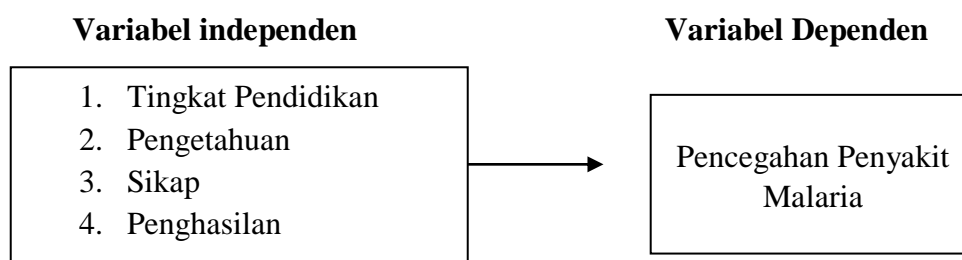 Variabel independen
Variabel Dependen
1. Tingkat Pendidikan
2. Pengetahuan
3. Sikap
4. Penghasilan
Pencegahan Penyakit
Malaria